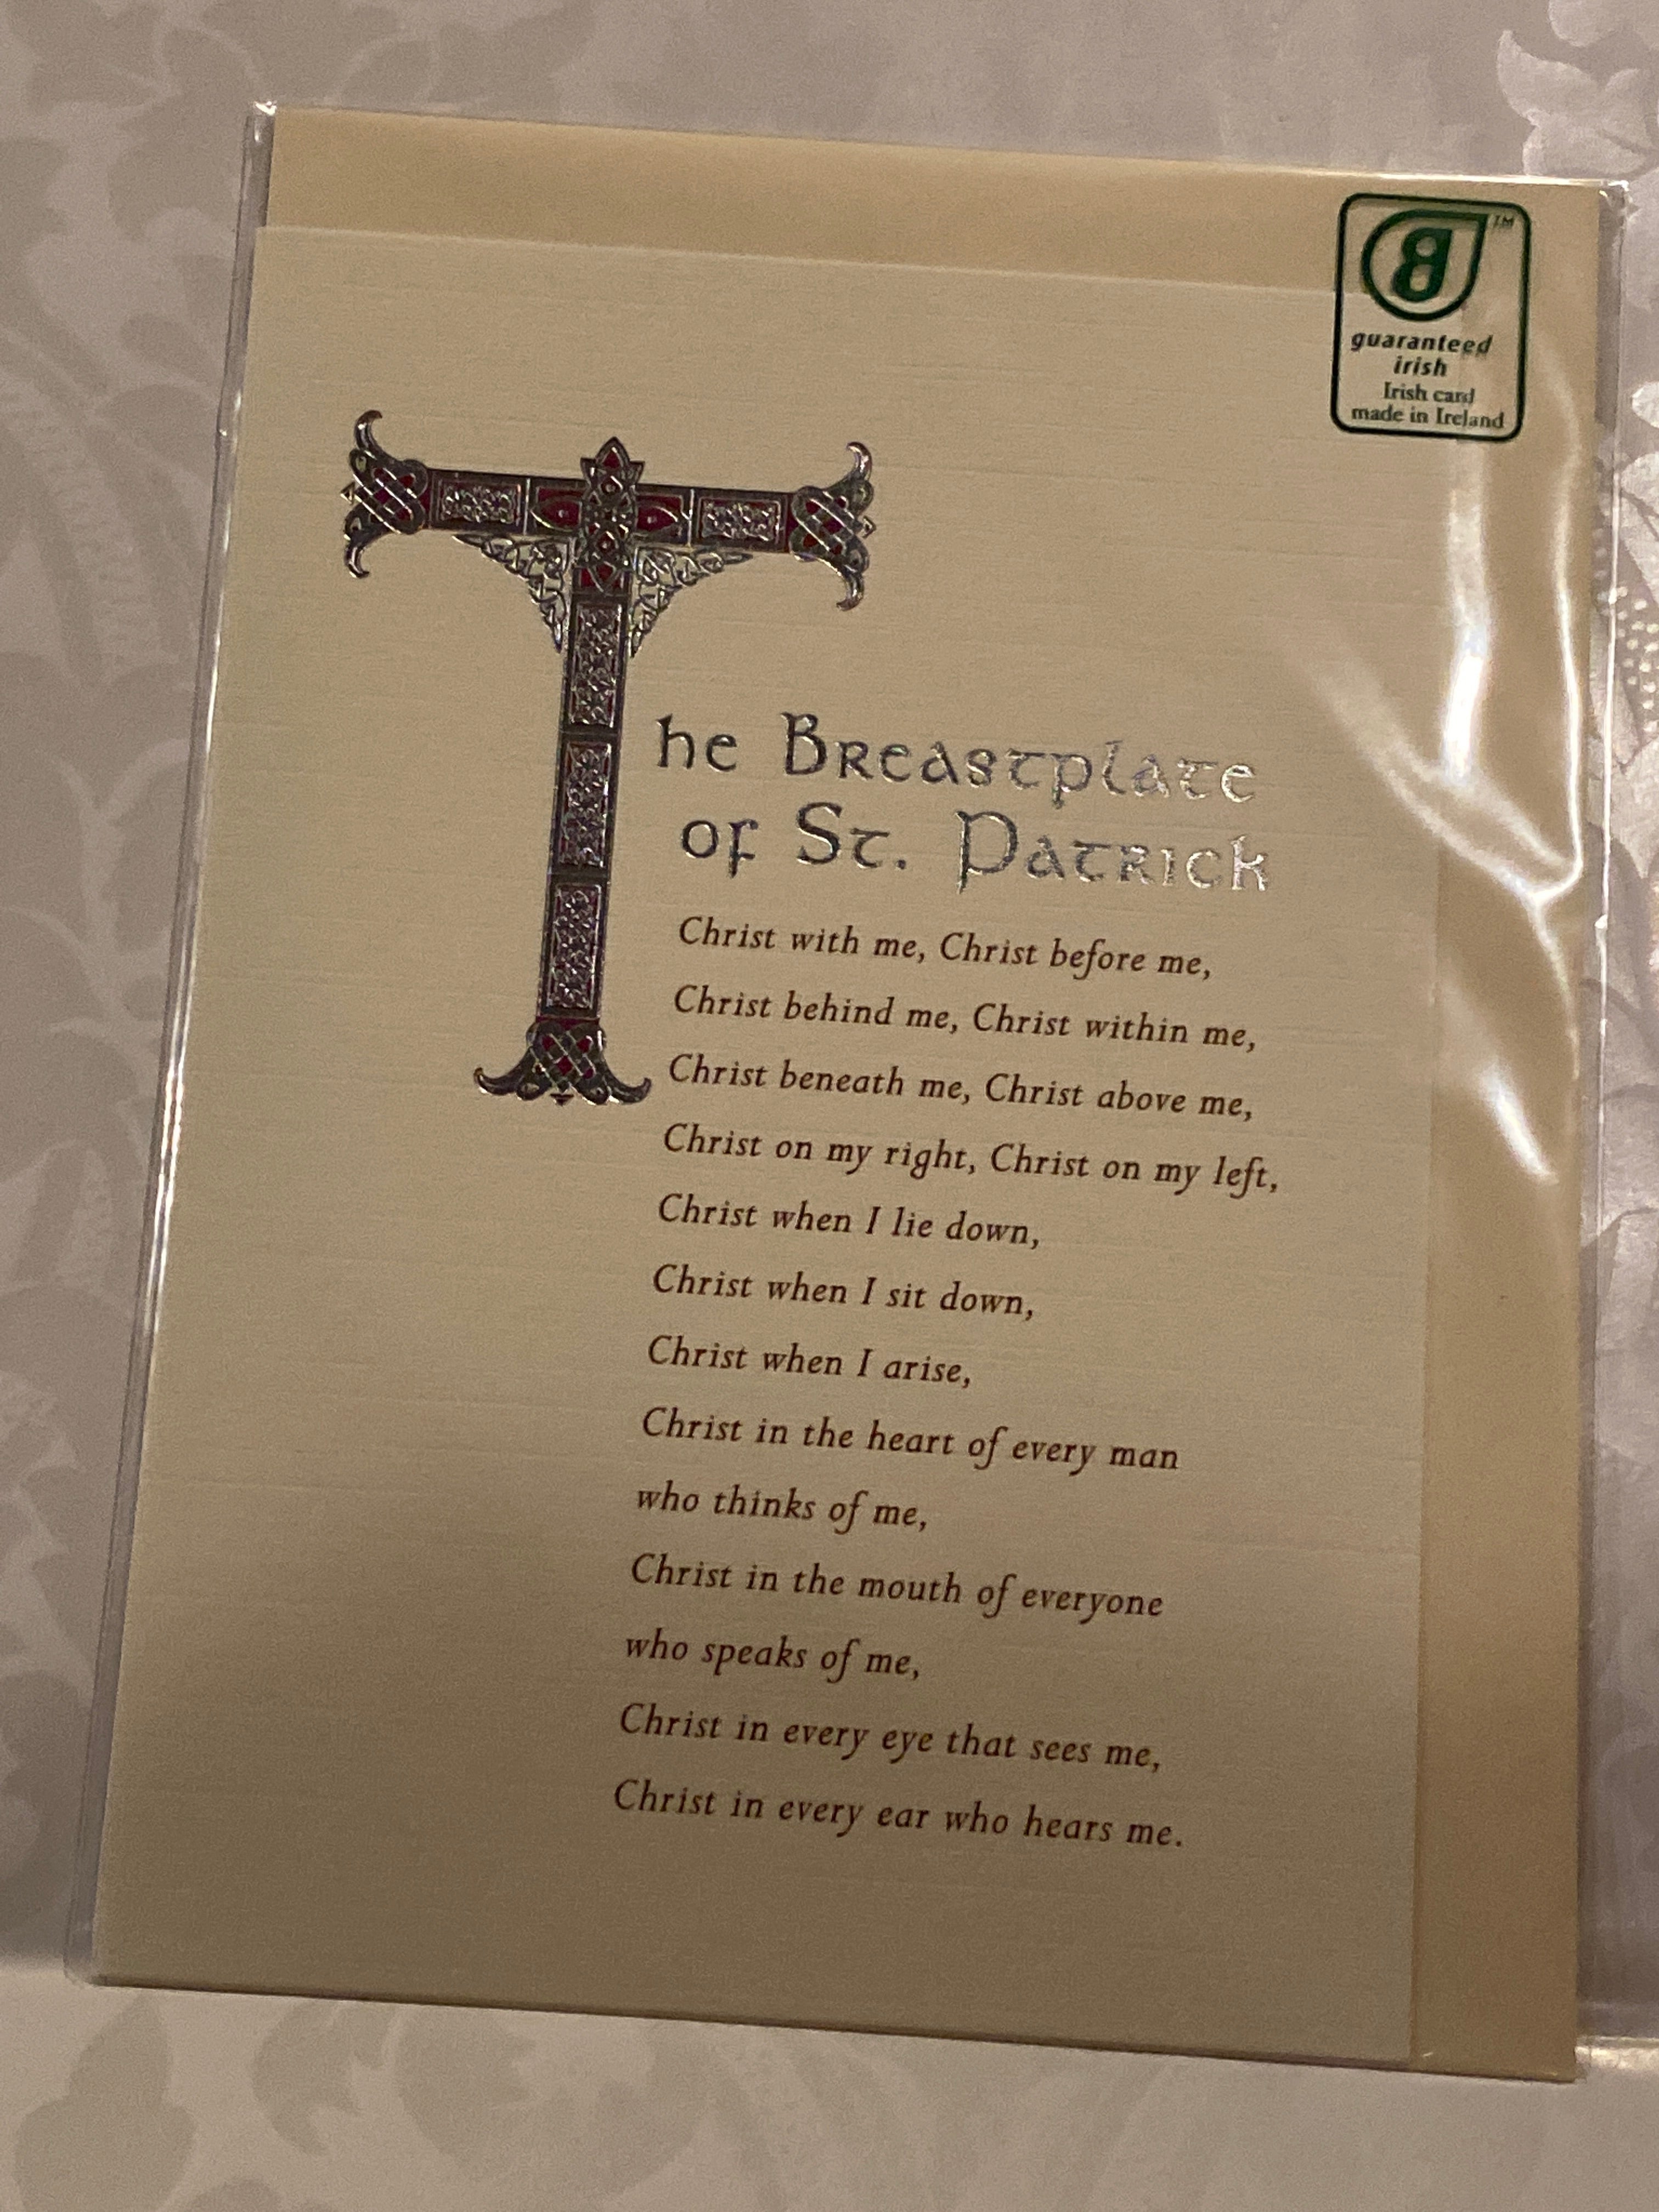 guaranteed
irish
Irish card
made in Ireland
TM
The Breastplate
of St. Patrick
Christ with me, Christ before me,
Christ behind me, Christ within me,
Christ beneath me, Christ above me,
Christ on my right, Christ on my left,
Christ when I lie down,
Christ when I sit down,
Christ when I arise,
Christ in the heart of every man
who thinks of me,
Christ in the mouth of everyone
who speaks of me,
Christ in every eye that sees me,
Christ in every ear who hears me.